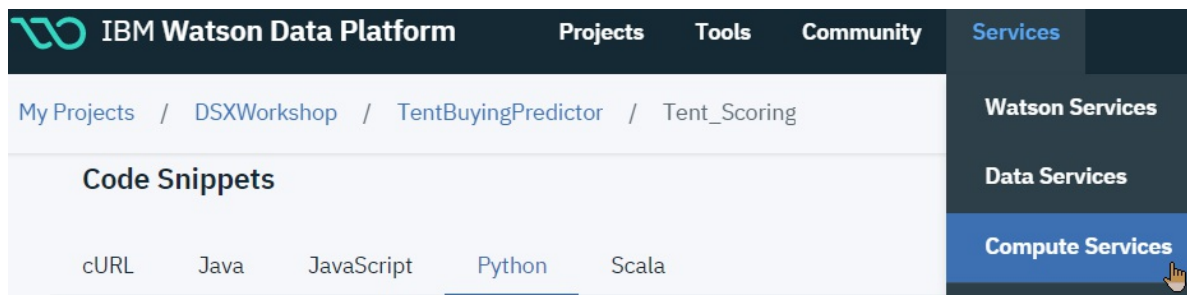 IBM Watson Data Platform Projects Tools Community Services
My Projects / DSXWorkshop / TentBuyingPredictor / Tent_Scoring
Watson Services
Code Snippets
Data Services
Compute Services
cURL Java JavaScript Python Scala